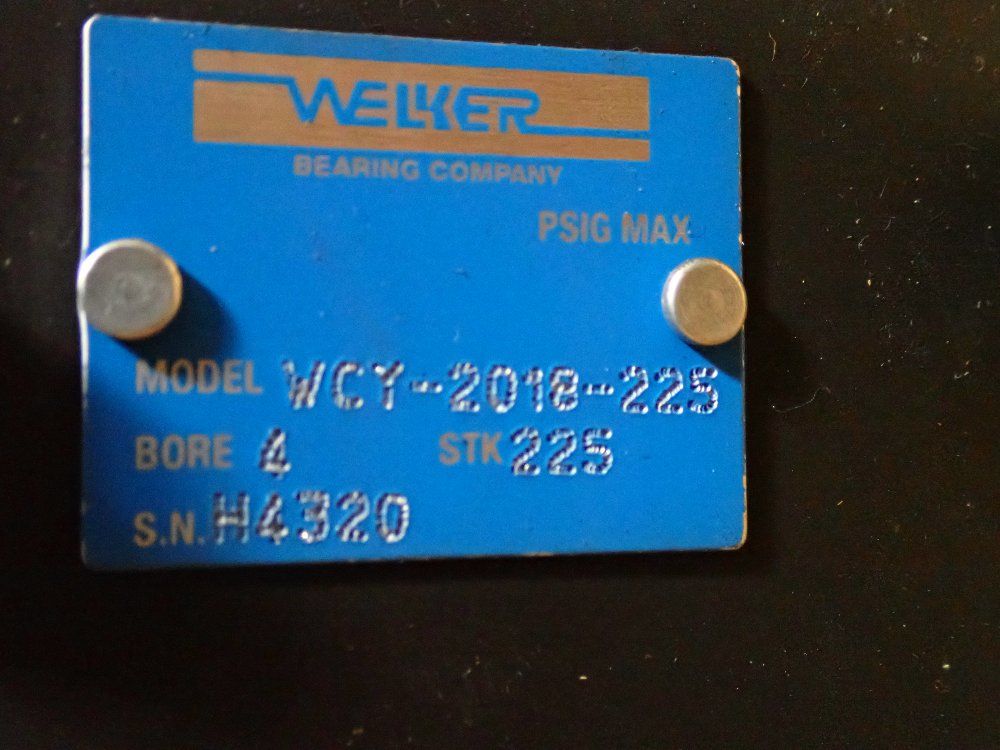 WELKER
BEARING COMPANY
PSIG MAX
MODEL WCY-2018-225
BORE 4 STK 225
S.N. H4320